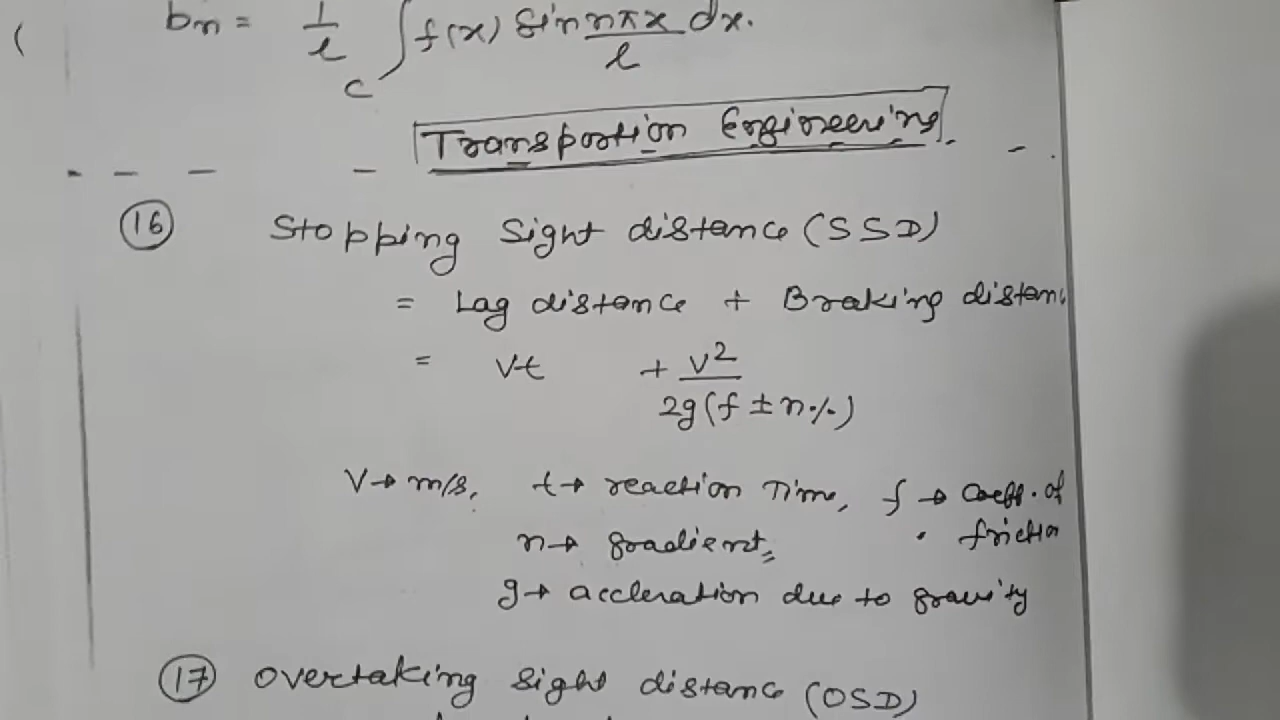 ( bn = 1/l ∫c f(x) Sin nπx/l dx.
Transportion Engineering
16 Stopping Sight distance (SSD)
= Lag distance + Braking distanc
= vt + v²/2g(f ± n%)
V→ m/s, t→ reaction Time, f → Coeff. of
n→ gradient, friction
g→ accleration due to gravity
17 Overtaking Sight distance (OSD)